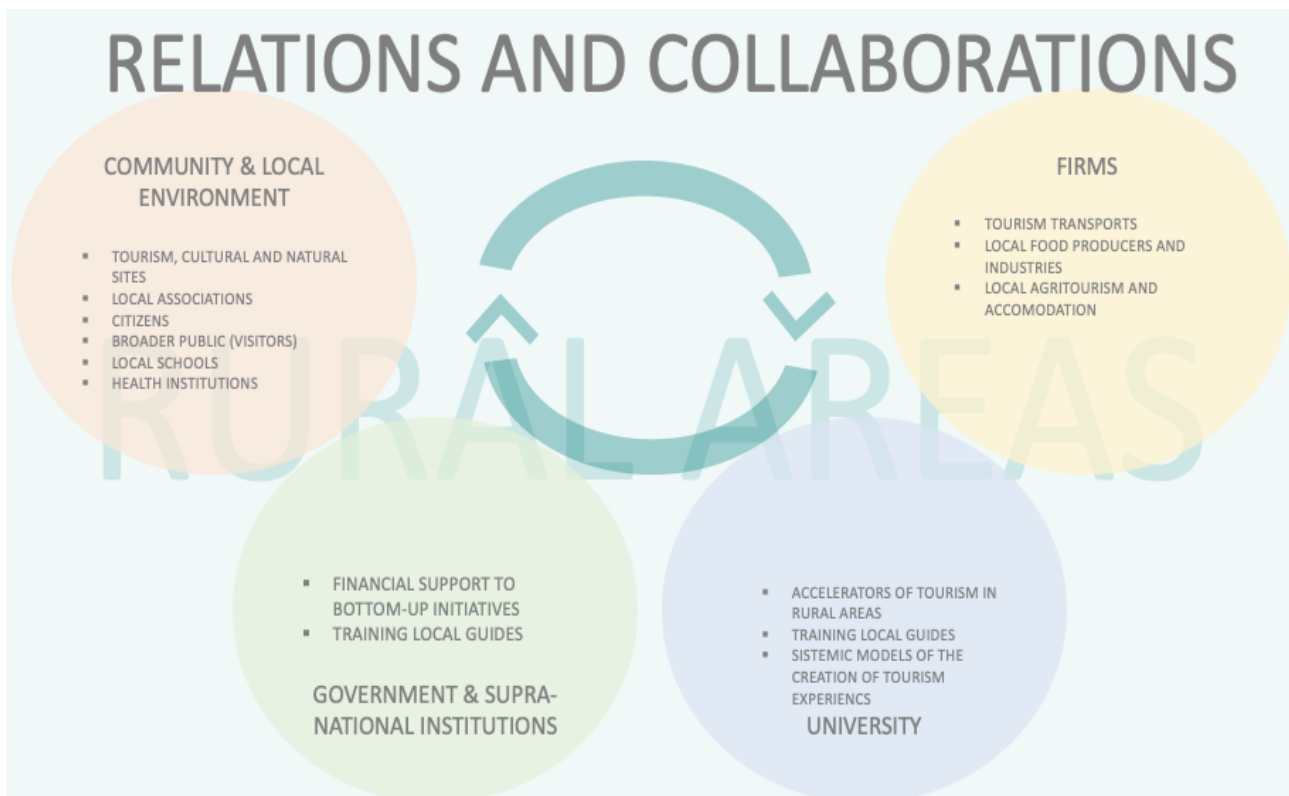 RELATIONS AND COLLABORATIONS
COMMUNITY & LOCAL
ENVIRONMENT
▪ TOURISM, CULTURAL AND NATURAL
SITES
▪ LOCAL ASSOCIATIONS
▪ CITIZENS
▪ BROADER PUBLIC (VISITORS)
▪ LOCAL SCHOOLS
▪ HEALTH INSTITUTIONS
FIRMS
▪ TOURISM TRANSPORTS
▪ LOCAL FOOD PRODUCERS AND
INDUSTRIES
▪ LOCAL AGRITOURISM AND
ACCOMODATION
RURAL AREAS
▪ FINANCIAL SUPPORT TO
BOTTOM-UP INITIATIVES
▪ TRAINING LOCAL GUIDES
GOVERNMENT & SUPRA-
NATIONAL INSTITUTIONS
▪ ACCELERATORS OF TOURISM IN
RURAL AREAS
▪ TRAINING LOCAL GUIDES
▪ SISTEMIC MODELS OF THE
CREATION OF TOURISM
EXPERIENCS
UNIVERSITY